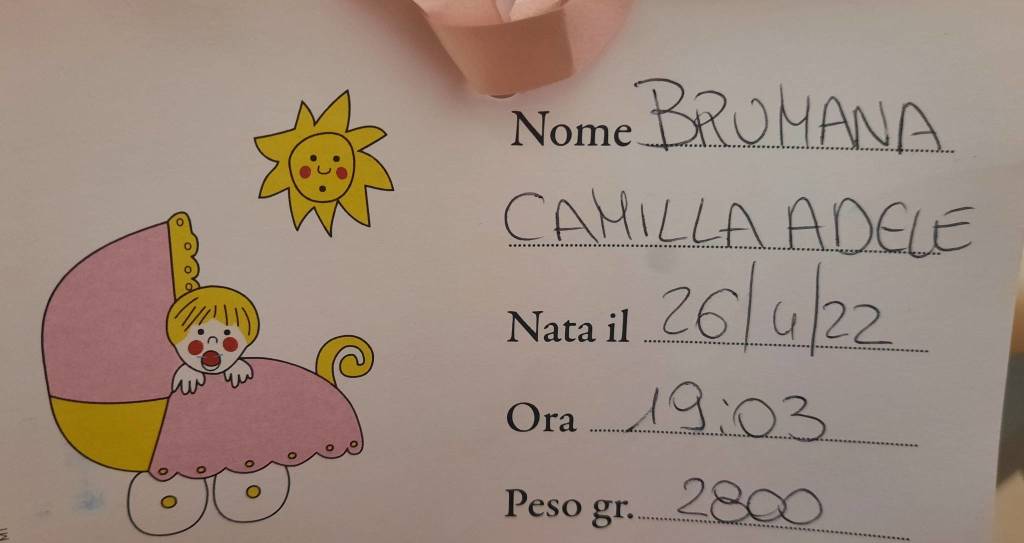 Nome BRUMANA
CAMILLA ADELE
Nata il 26/4/22
Ora 19:03
Peso gr. 2800